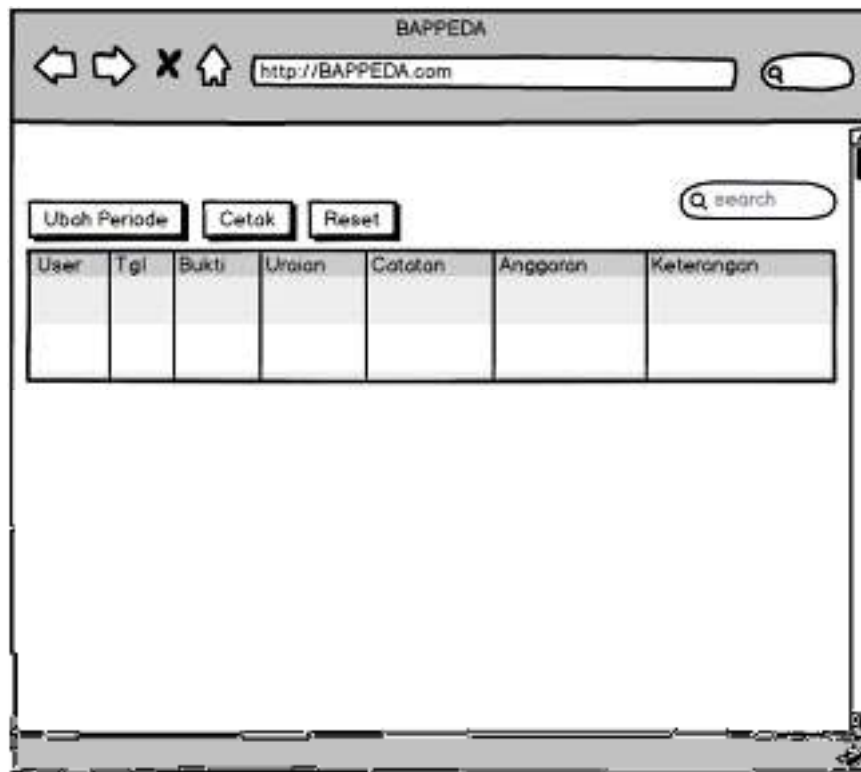 BAPPEDA
http://BAPPEDA.com
search
Ubah Periode Cetak Reset
User Tgl Bukti Uraian Catatan Anggaran Keterangan